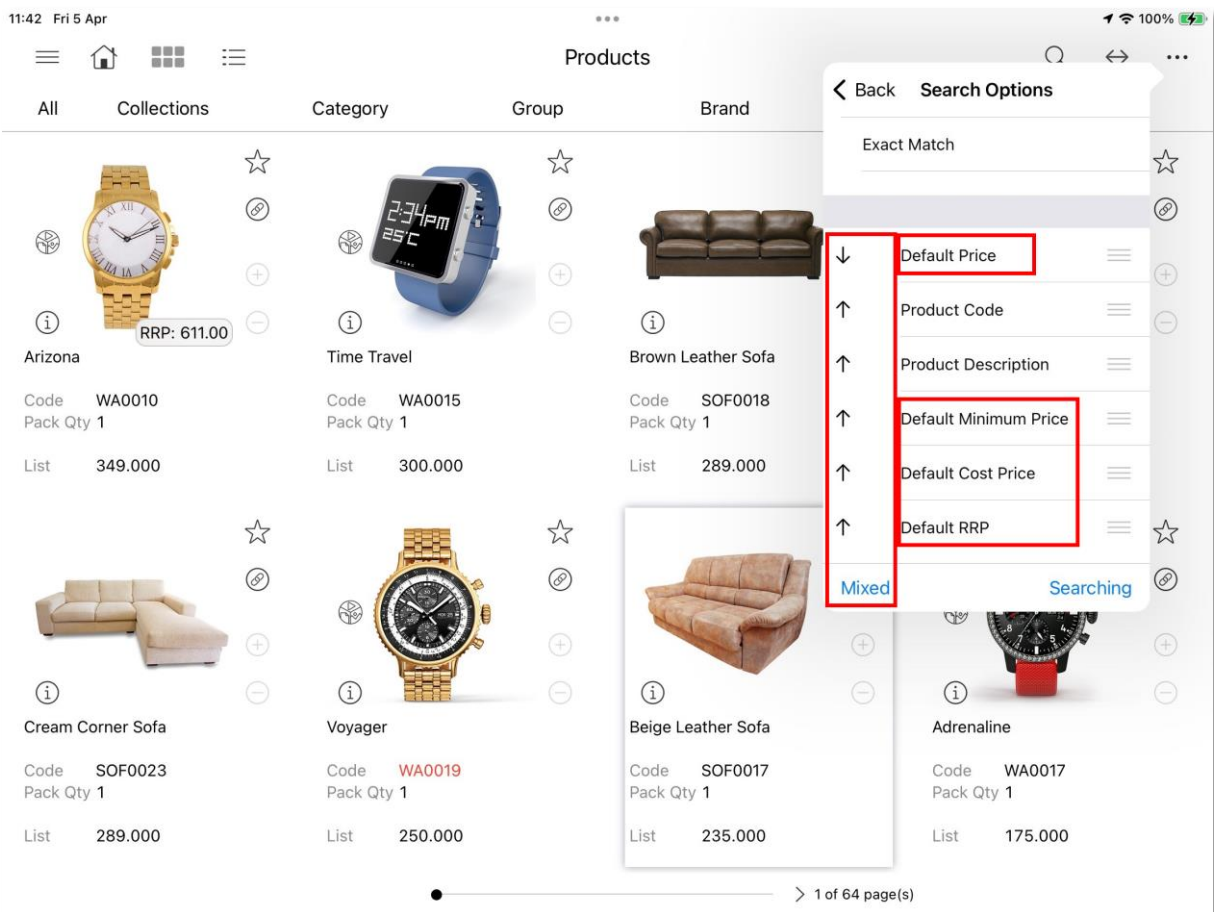 11:42 Fri 5 Apr
100%
Products
Back Search Options
All Collections Category Group Brand
Exact Match
2:34pm
25°C
Default Price
RRP: 611.00
Product Code
Arizona
Time Travel
Brown Leather Sofa
Product Description
Code WA0010
Pack Qty 1
Code WA0015
Pack Qty 1
Code SOF0018
Pack Qty 1
Default Minimum Price
List 349.000
List 300.000
List 289.000
Default Cost Price
Default RRP
Mixed
Searching
Cream Corner Sofa
Voyager
Beige Leather Sofa
Adrenaline
Code SOF0023
Pack Qty 1
Code WA0019
Pack Qty 1
Code SOF0017
Pack Qty 1
Code WA0017
Pack Qty 1
List 289.000
List 250.000
List 235.000
List 175.000
1 of 64 page(s)